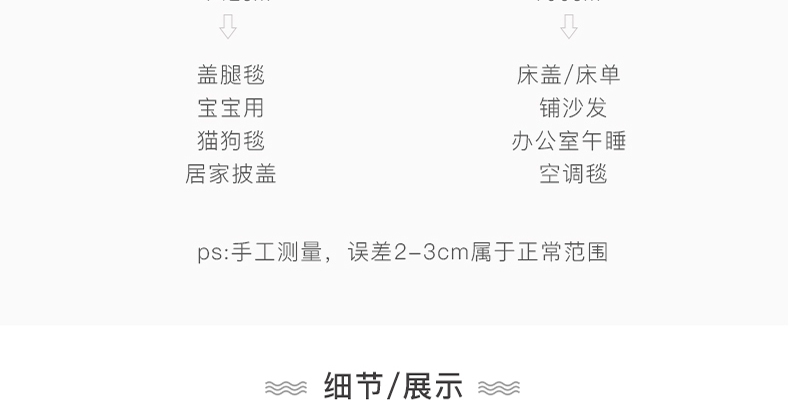 盖腿毯
宝宝用
猫狗毯
居家披盖
床盖/床单
铺沙发
办公室午睡
空调毯
ps:手工测量，误差2-3cm属于正常范围
细节/展示